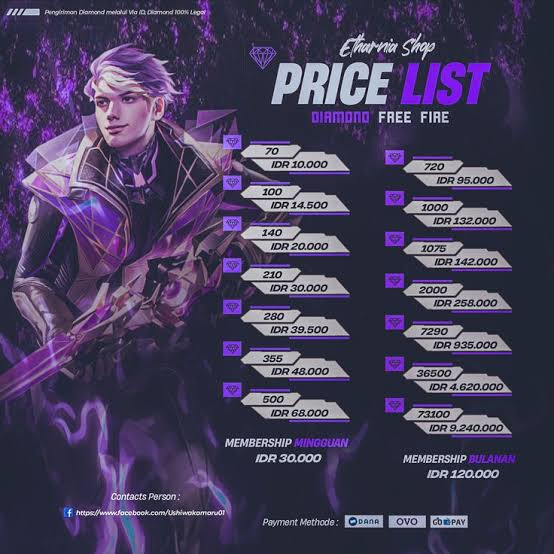 Pengiriman Diamond melalui Via ID, Diamond 100% Legal
Etharnia Shop
PRICE LIST
DIAMOND FREE FIRE
70
IDR 10.000
100
IDR 14.500
140
IDR 20.000
210
IDR 30.000
280
IDR 39.500
355
IDR 48.000
500
IDR 68.000
MEMBERSHIP MINGGUAN
IDR 30.000
720
IDR 95.000
1000
IDR 132.000
1075
IDR 142.000
2000
IDR 258.000
7290
IDR 935.000
36500
IDR 4.620.000
73100
IDR 9.240.000
MEMBERSHIP BULANAN
IDR 120.000
Contacts Person :
https://www.facebook.com/Ushiwakamaru01
Payment Methode : DANA OVO GO PAY